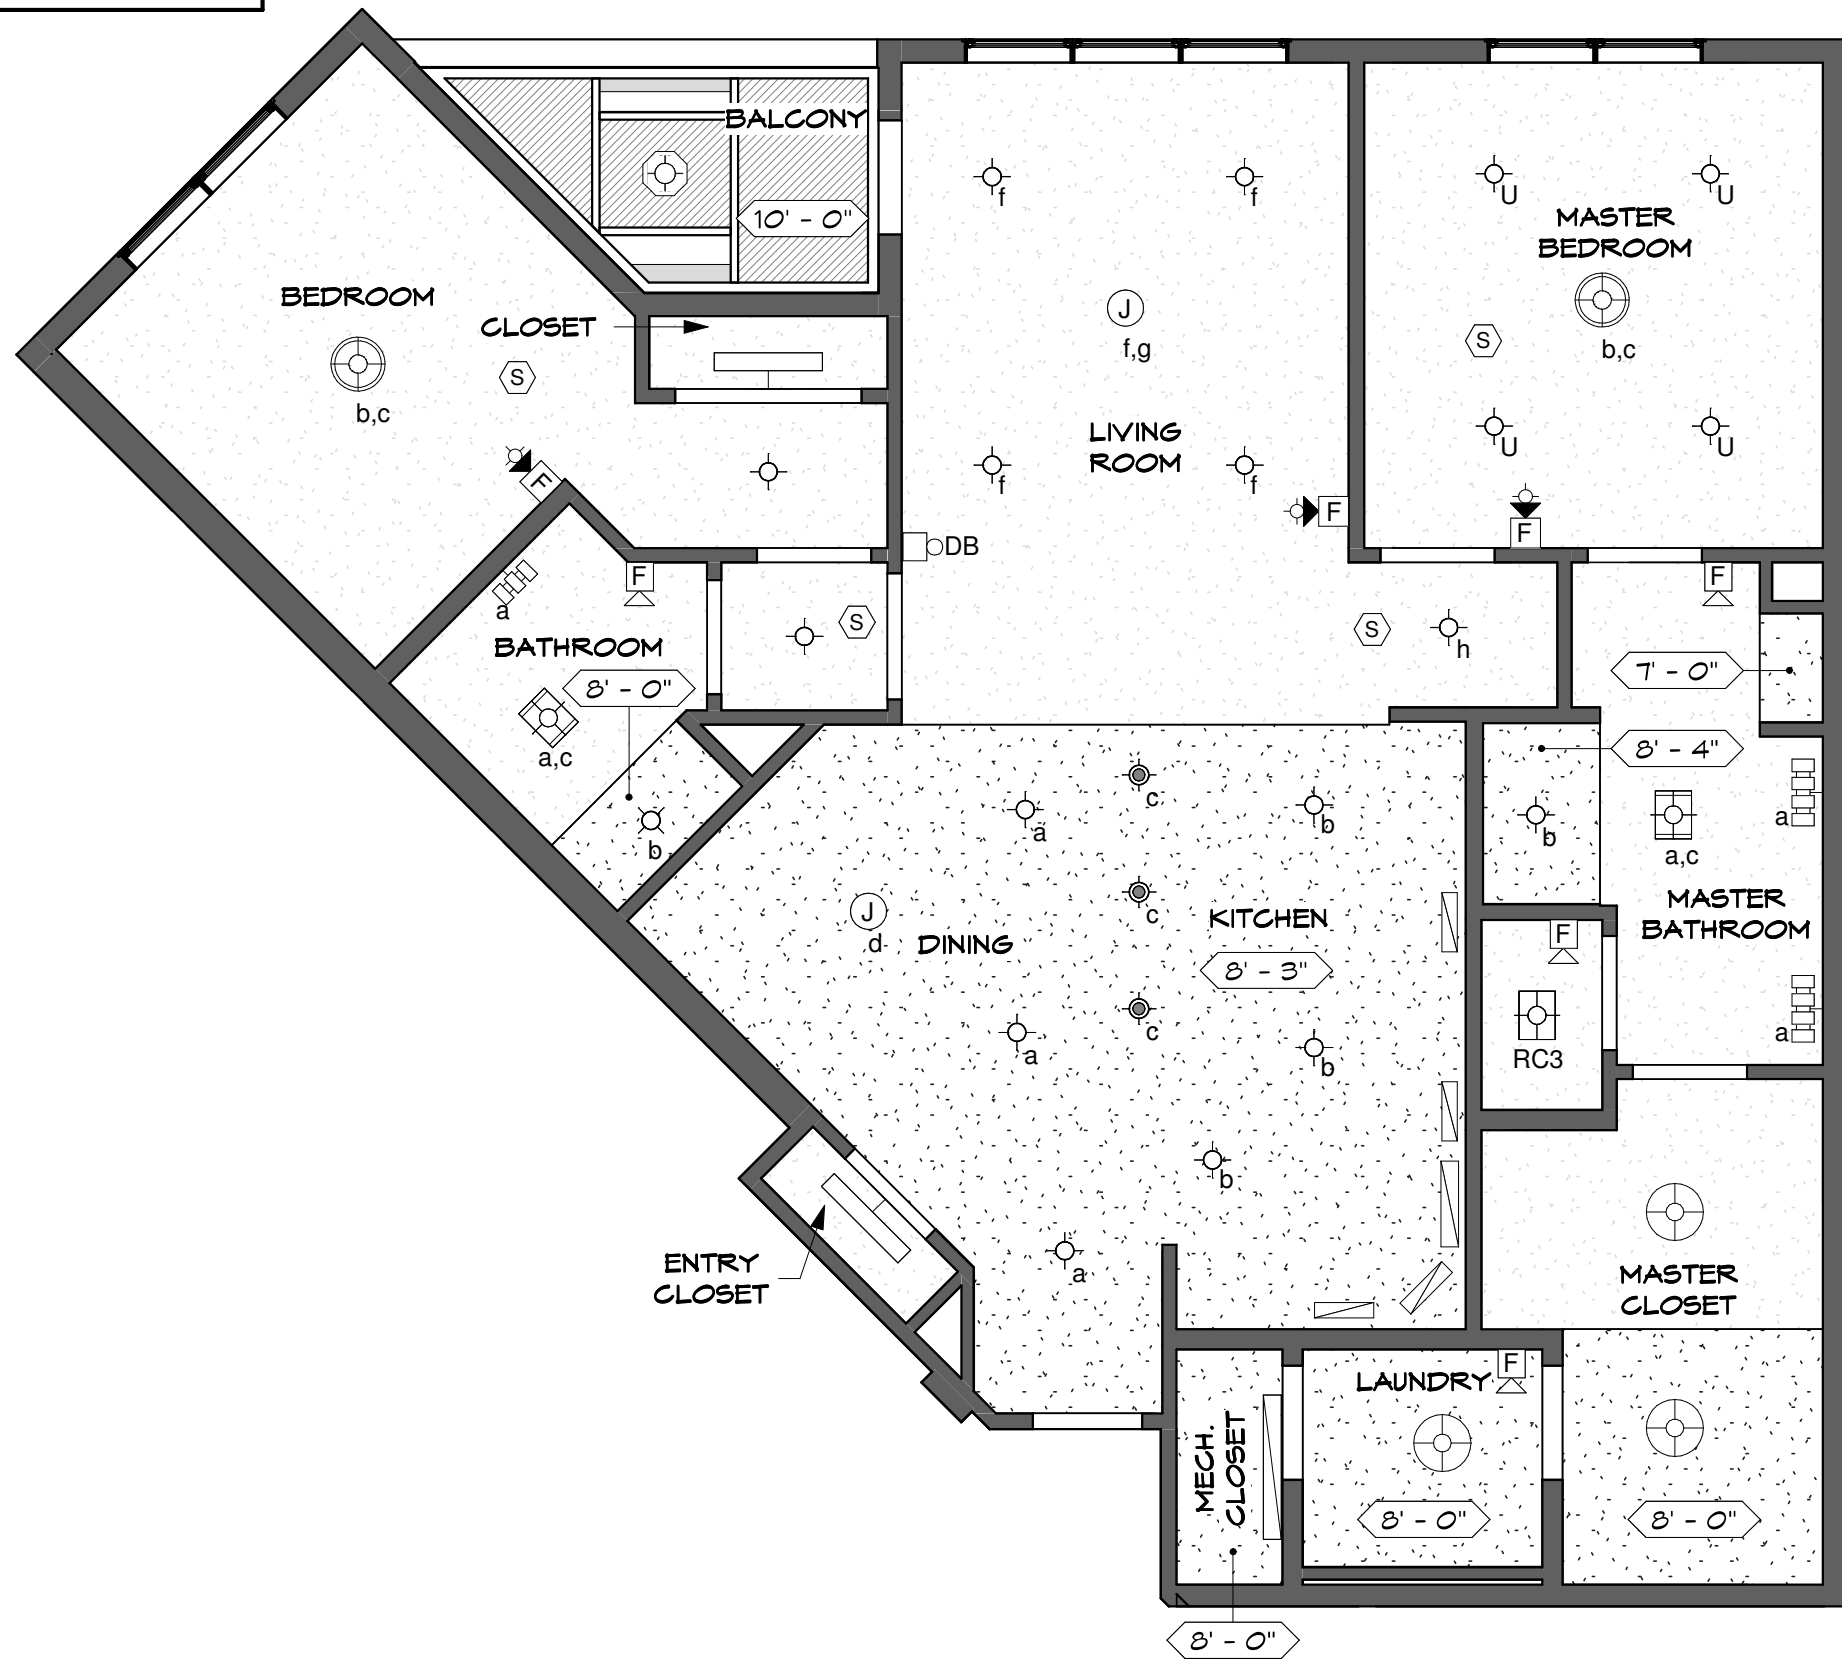 BALCONY
f
f
U
U
10' - 0"
MASTER
BEDROOM
BEDROOM
J
CLOSET
S
b,c
f,g
S
b,c
LIVING
ROOM
f
f
U
U
F
F
F
DB
F
F
a
S
S
h
BATHROOM
8' - 0"
7' - 0"
a,c
8' - 4"
c
a
b
b
a
b
a,c
J
d
c
DINING
KITCHEN
MASTER
BATHROOM
8' - 3"
F
c
a
b
RC3
a
b
a
ENTRY
CLOSET
MASTER
CLOSET
F
LAUNDRY
MECH.
CLOSET
8' - 0"
8' - 0"
8' - 0"